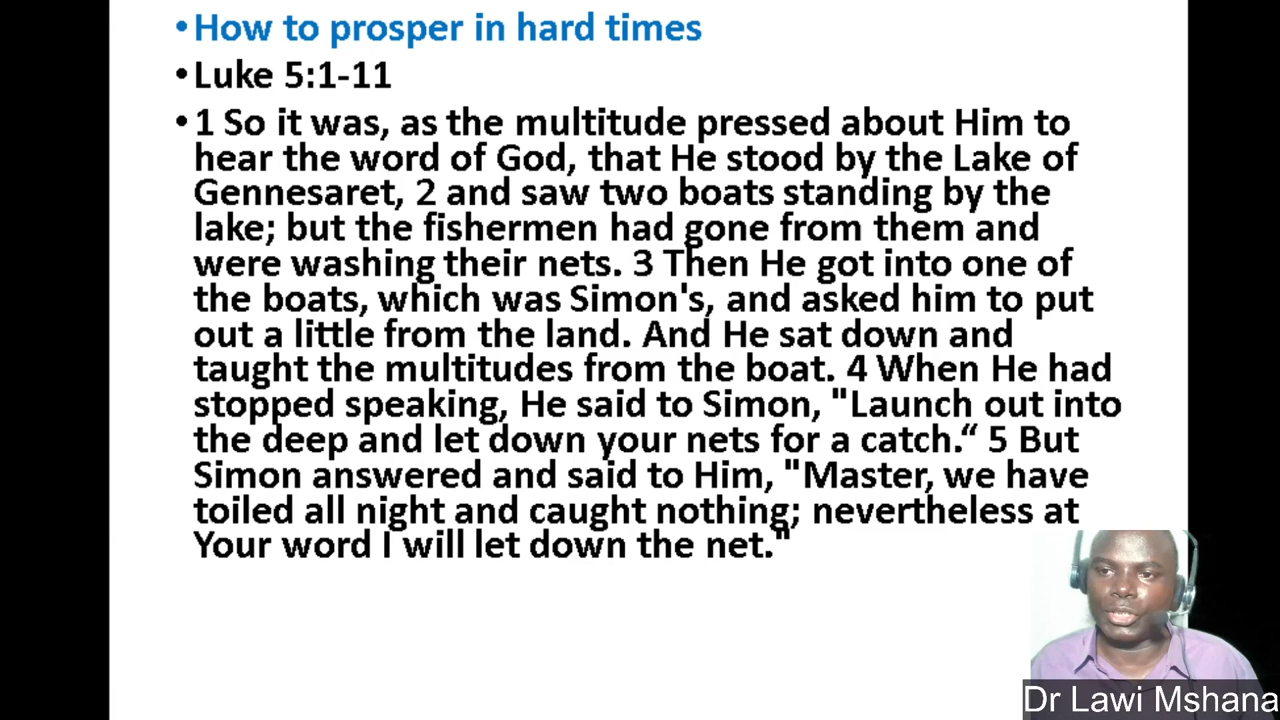 •How to prosper in hard times
•Luke 5:1-11
•1 So it was, as the multitude pressed about Him to
hear the word of God, that He stood by the Lake of
Gennesaret, 2 and saw two boats standing by the
lake; but the fishermen had gone from them and
were washing their nets. 3 Then He got into one of
the boats, which was Simon's, and asked him to put
out a little from the land. And He sat down and
taught the multitudes from the boat. 4 When He had
stopped speaking, He said to Simon, "Launch out into
the deep and let down your nets for a catch.“ 5 But
Simon answered and said to Him, "Master, we have
toiled all night and caught nothing; nevertheless at
Your word I will let down the net."
Dr Lawi Mshana